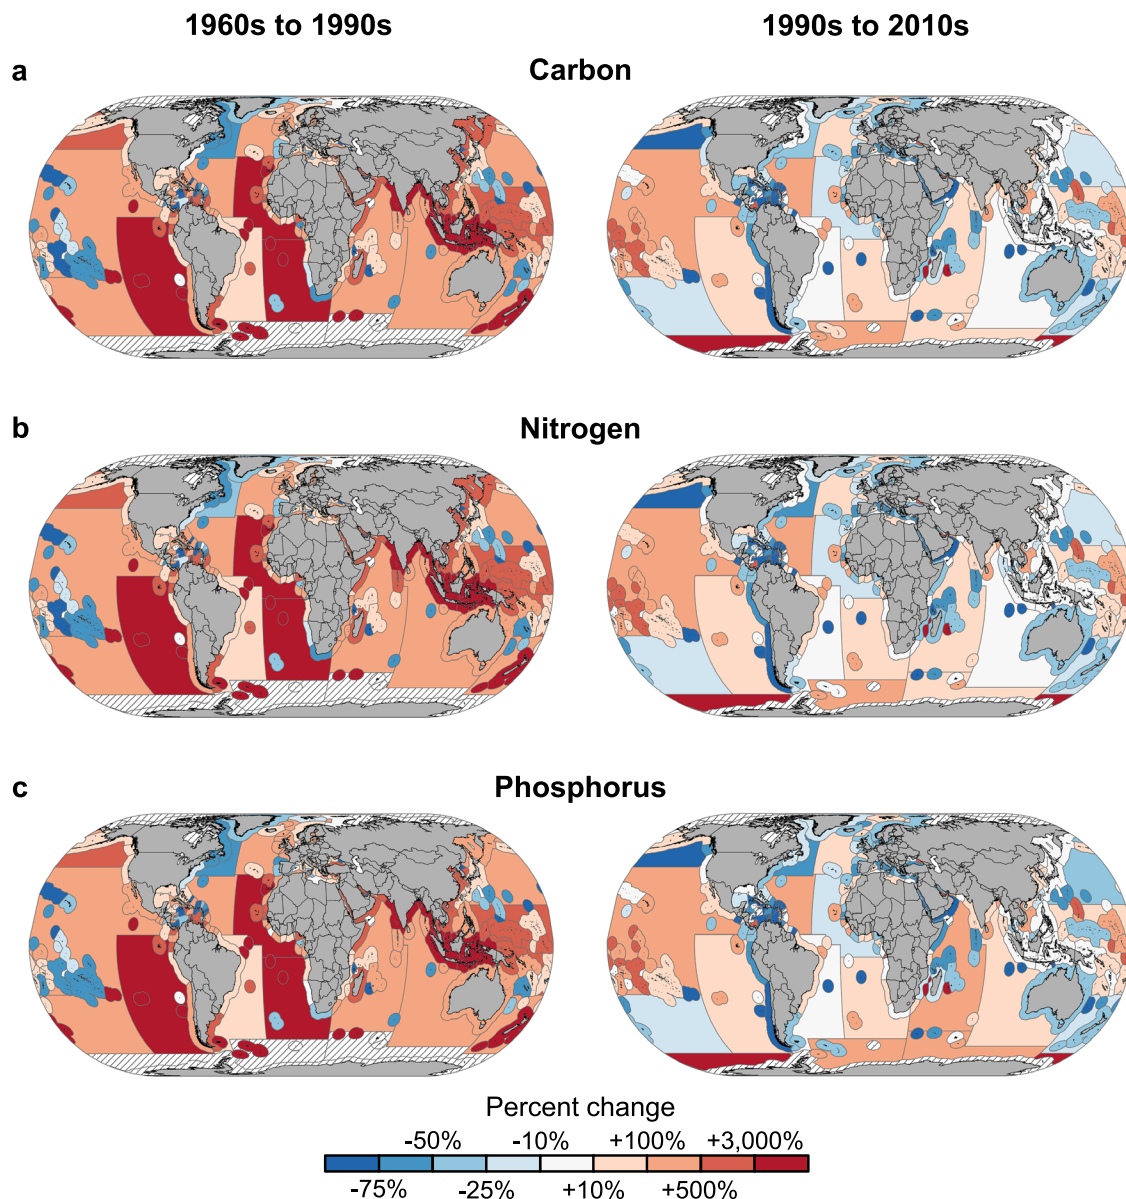 1960s to 1990s 1990s to 2010s
a Carbon
b Nitrogen
c Phosphorus
Percent change
-50% -10% +100% +3,000%
-75% -25% +10% +500%